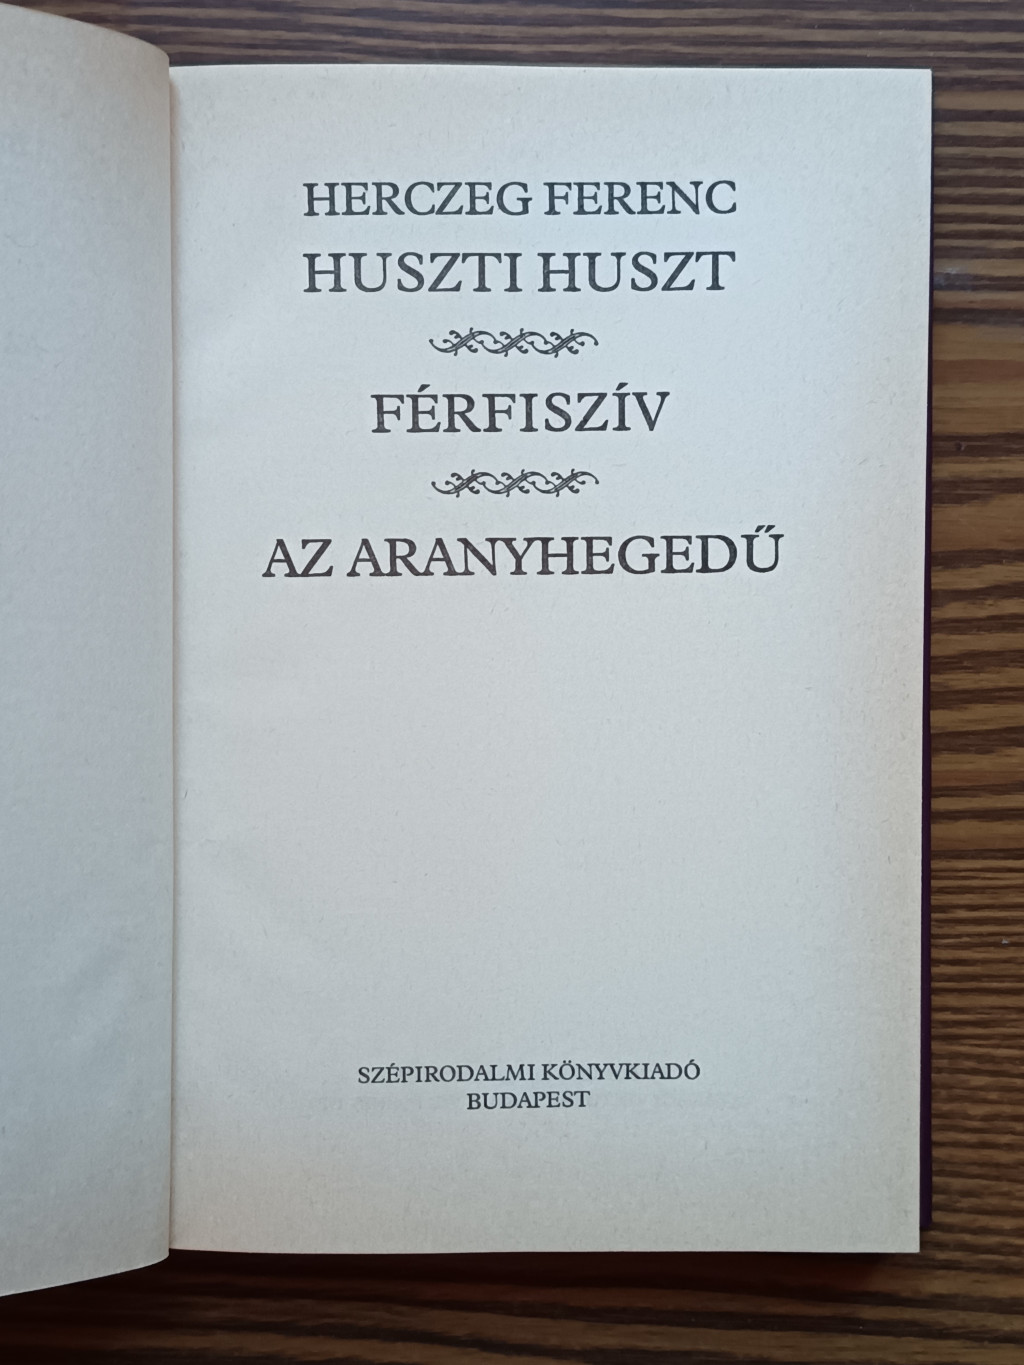 HERCZEG FERENC
HUSZTI HUSZT
FÉRFISZÍV
AZ ARANYHEGEDŰ
SZÉPIRODALMI KÖNYVKIADÓ
BUDAPEST